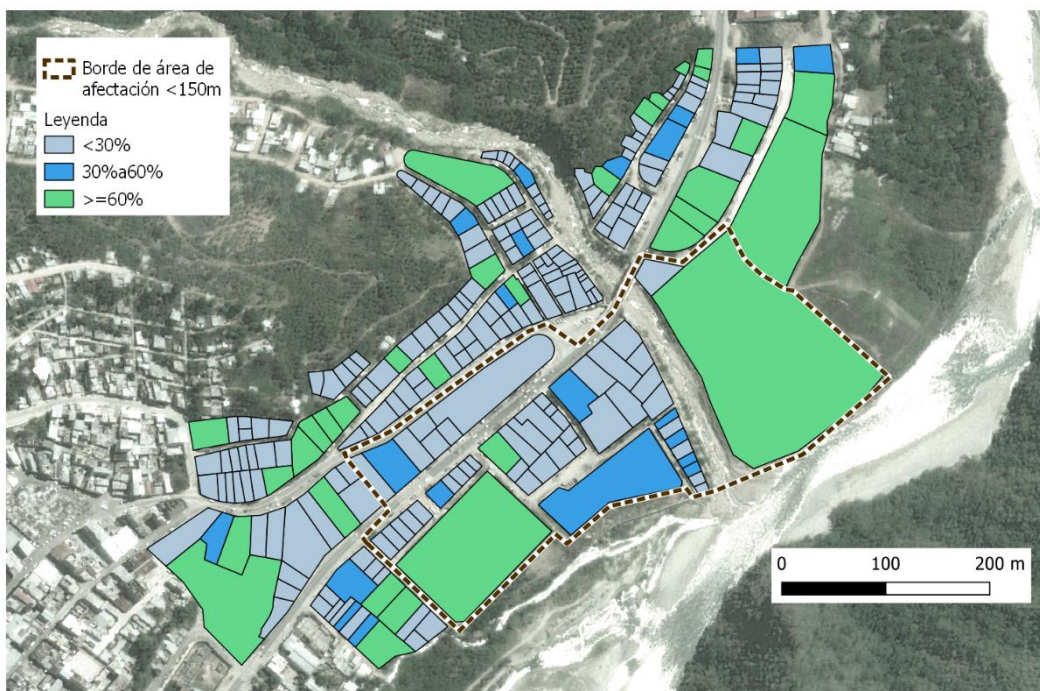 Borde de área de
afectación <150m
Leyenda
<30%
30%a60%
>=60%
0 100 200 m